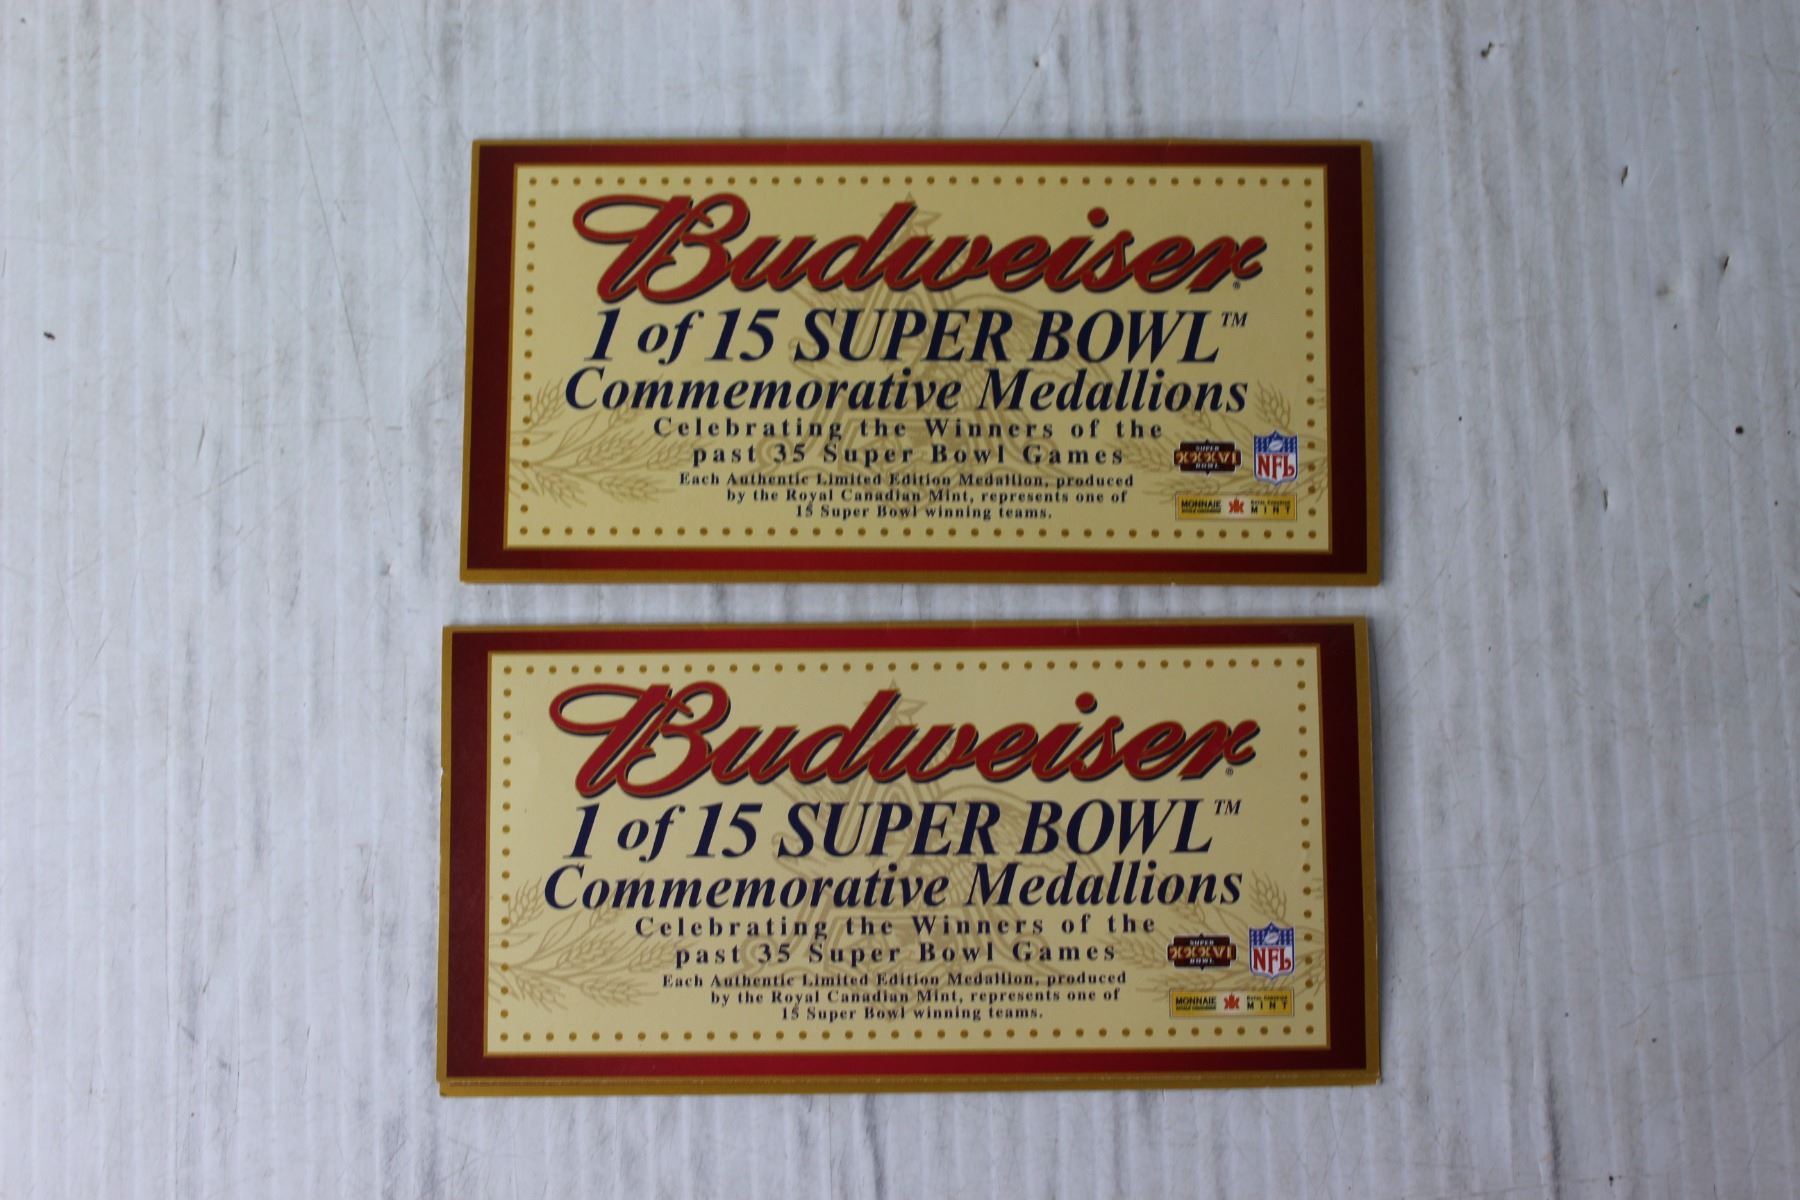 Budweiser®
1 of 15 SUPER BOWL™
Commemorative Medallions
Celebrating the Winners of the
past 35 Super Bowl Games
Each Authentic Limited Edition Medallion, produced
by the Royal Canadian Mint, represents one of
15 Super Bowl winning teams.
SUPER
XXXVI
BOWL
NFL
MONNAIE
MINT
Budweiser®
1 of 15 SUPER BOWL™
Commemorative Medallions
Celebrating the Winners of the
past 35 Super Bowl Games
Each Authentic Limited Edition Medallion, produced
by the Royal Canadian Mint, represents one of
15 Super Bowl winning teams.
SUPER
XXXVI
BOWL
NFL
MONNAIE
MINT